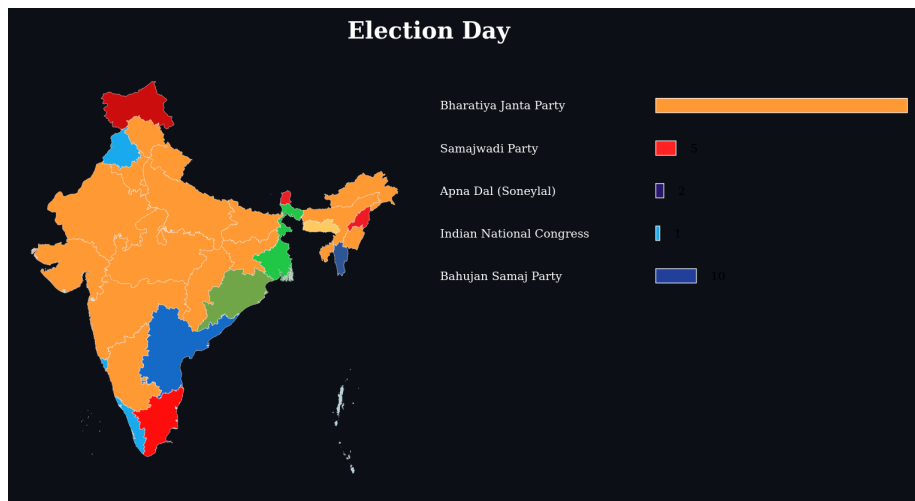 Election Day
Bharatiya Janta Party
Samajwadi Party
5
Apna Dal (Soneylal)
2
Indian National Congress
1
Bahujan Samaj Party
10